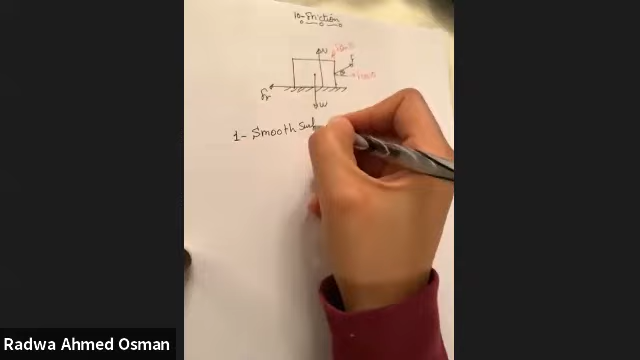 10- Friction
N
F
Fr
W
1- Smooth Surf
Radwa Ahmed Osman